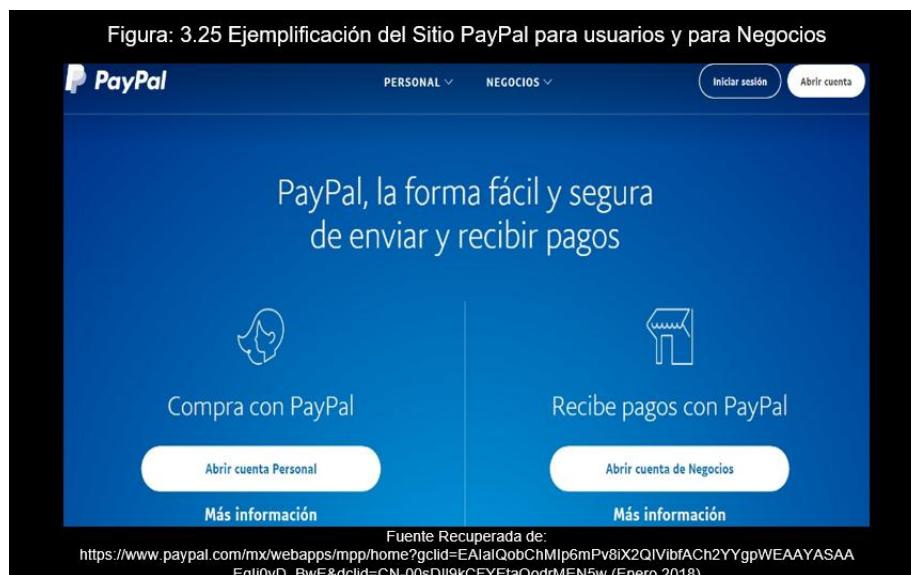 Figura: 3.25 Ejemplificación del Sitio PayPal para usuarios y para Negocios
PayPal
PERSONAL
NEGOCIOS
Iniciar sesión
Abrir cuenta
PayPal, la forma fácil y segura
de enviar y recibir pagos
Compra con PayPal
Recibe pagos con PayPal
Abrir cuenta Personal
Abrir cuenta de Negocios
Más información
Más información
Fuente Recuperada de:
https://www.paypal.com/mx/webapps/mpp/home?gclid=EAIaIQobChMIp6mPv8iX2QIVibfACh2YYgpWEAAYASAA
(Enero 2018)